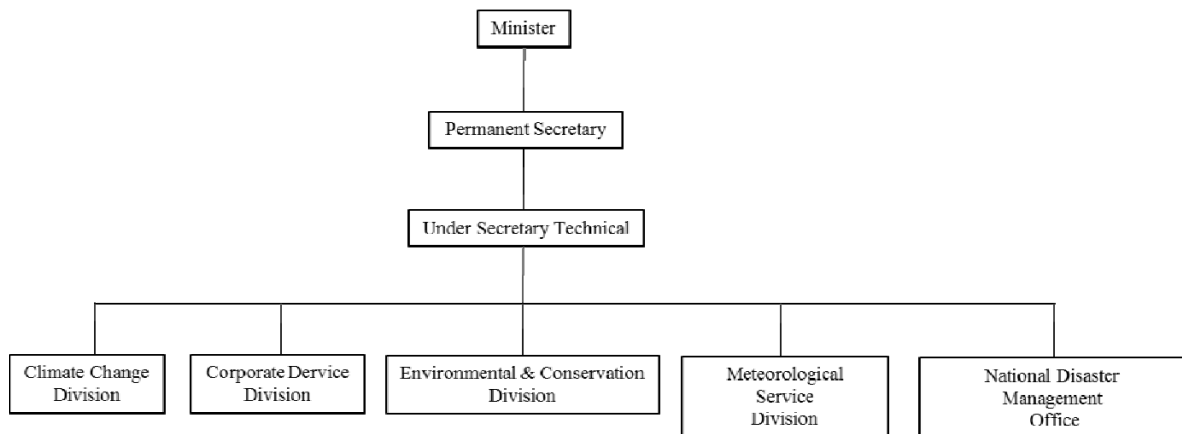 Minister
Permanent Secretary
Under Secretary Technical
Climate Change
Division
Corporate Dervice
Division
Environmental & Conservation
Division
Meteorological
Service
Division
National Disaster
Management
Office